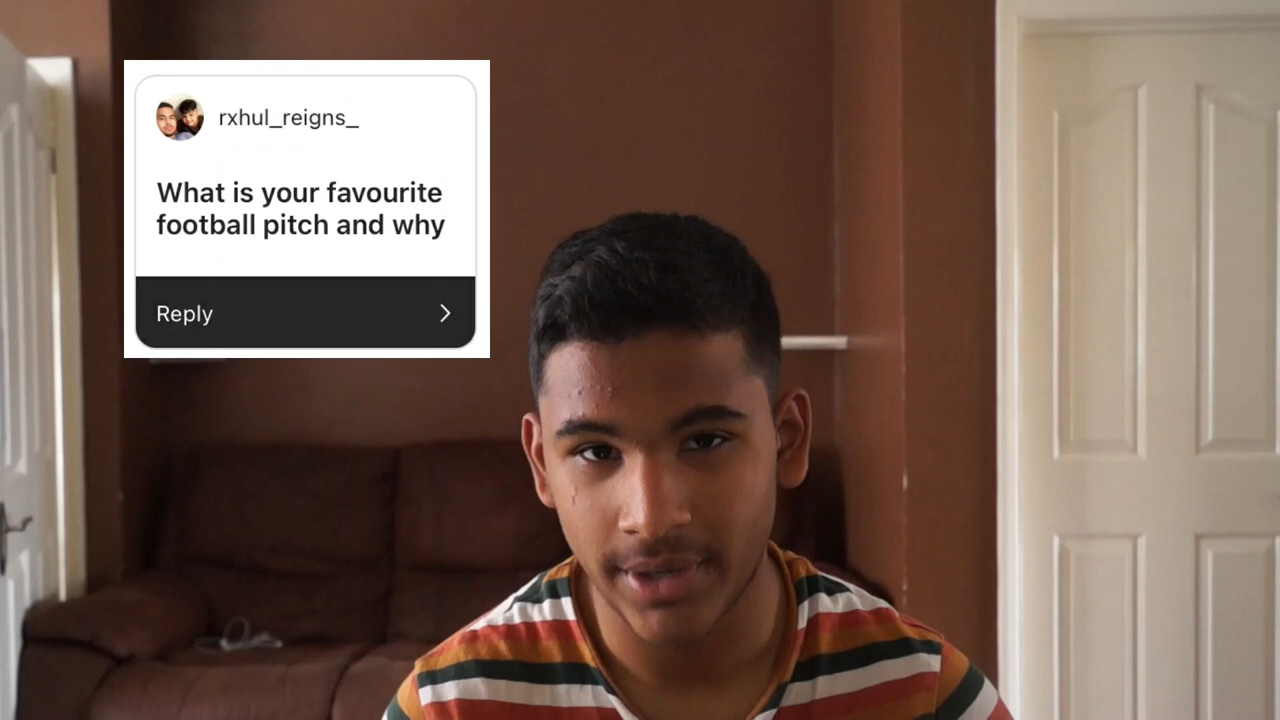 rxhul_reigns_
What is your favourite
football pitch and why
Reply